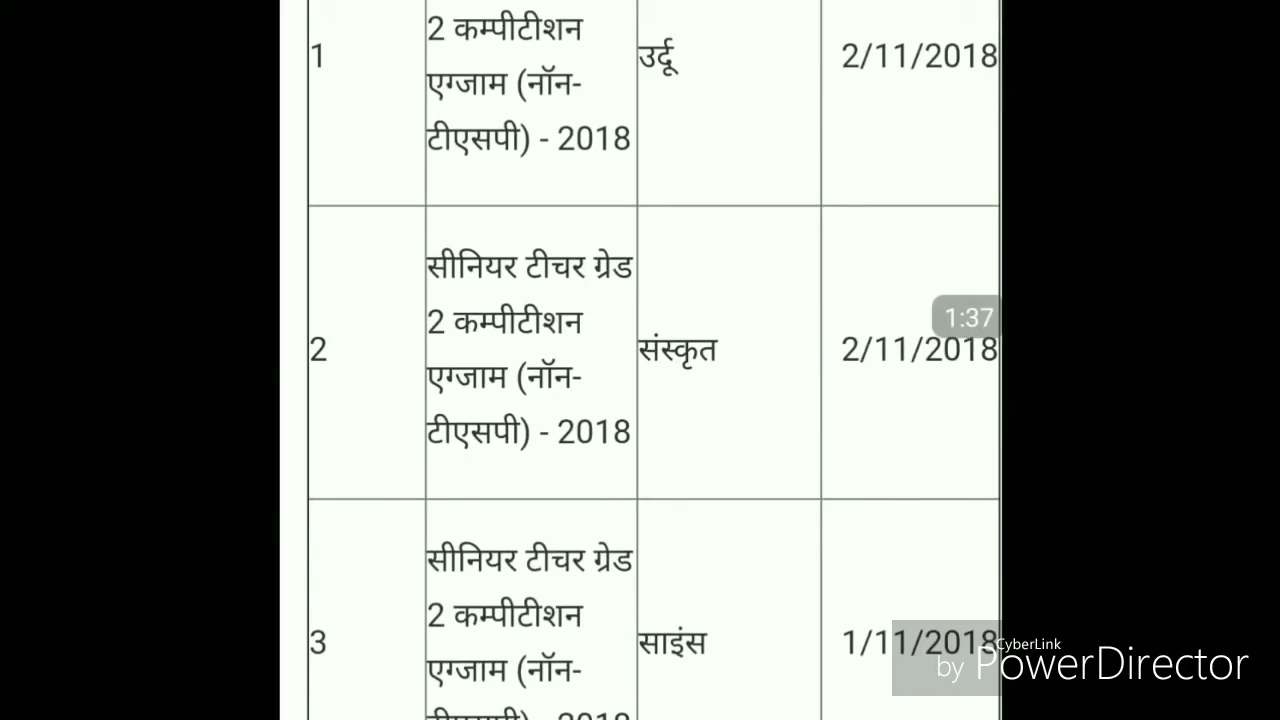 1
2 कम्पीटीशन
एग्जाम (नॉन-
टीएसपी) - 2018
उर्दू
2/11/2018
2
सीनियर टीचर ग्रेड
2 कम्पीटीशन
एग्जाम (नॉन-
टीएसपी) - 2018
संस्कृत
1:37
2/11/2018
3
सीनियर टीचर ग्रेड
2 कम्पीटीशन
एग्जाम (नॉन-
टीएसपी) - 2018
साइंस
1/11/2018
CyberLink
by PowerDirector